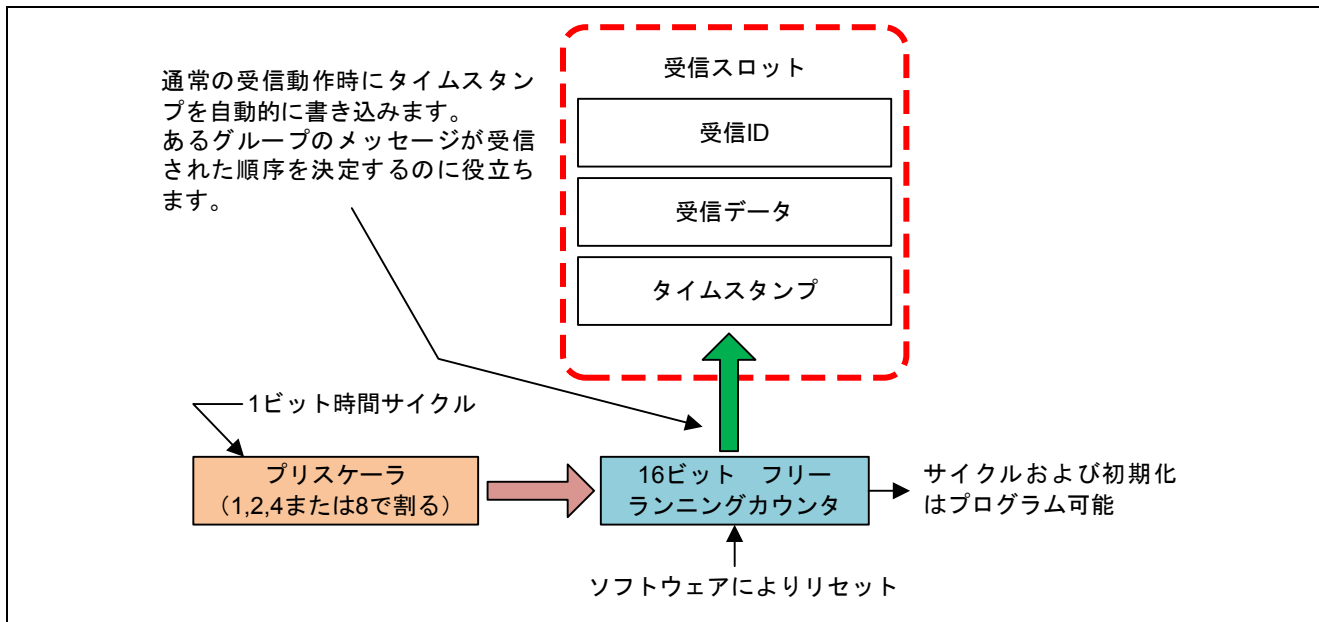 通常の受信動作時にタイムスタン
プを自動的に書き込みます。
あるグループのメッセージが受信
された順序を決定するのに役立ち
ます。
受信スロット
受信ID
受信データ
タイムスタンプ
1ビット時間サイクル
プリスケーラ
（1,2,4または8で割る）
16ビット　フリー
ランニングカウンタ
サイクルおよび初期化
はプログラム可能
ソフトウェアによりリセット